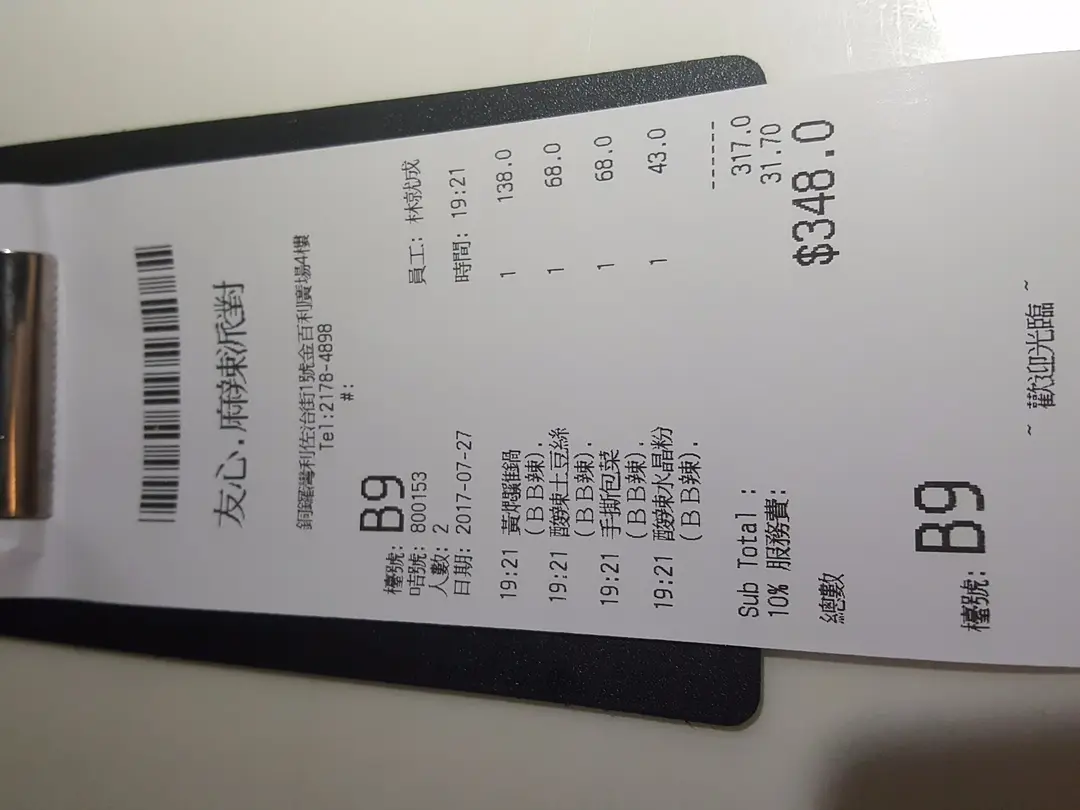 友心．麻辣派對
銅鑼灣利佐治街1號金百利廣場4樓
Tel:2178-4898
#:
檯號: B9
咭號: 800153 員工: 林就成
人數: 2
日期: 2017-07-27 時間: 19:21
19:21 黃燜雞鍋 1 138.0
(ＢＢ辣).
19:21 酸辣土豆絲 1 68.0
(ＢＢ辣).
19:21 手撕包菜 1 68.0
(ＢＢ辣).
19:21 酸辣水晶粉 1 43.0
(ＢＢ辣).
------
Sub Total : 317.0
10% 服務費: 31.70
總數 $348.0
檯號: B9
~ 歡迎光臨 ~